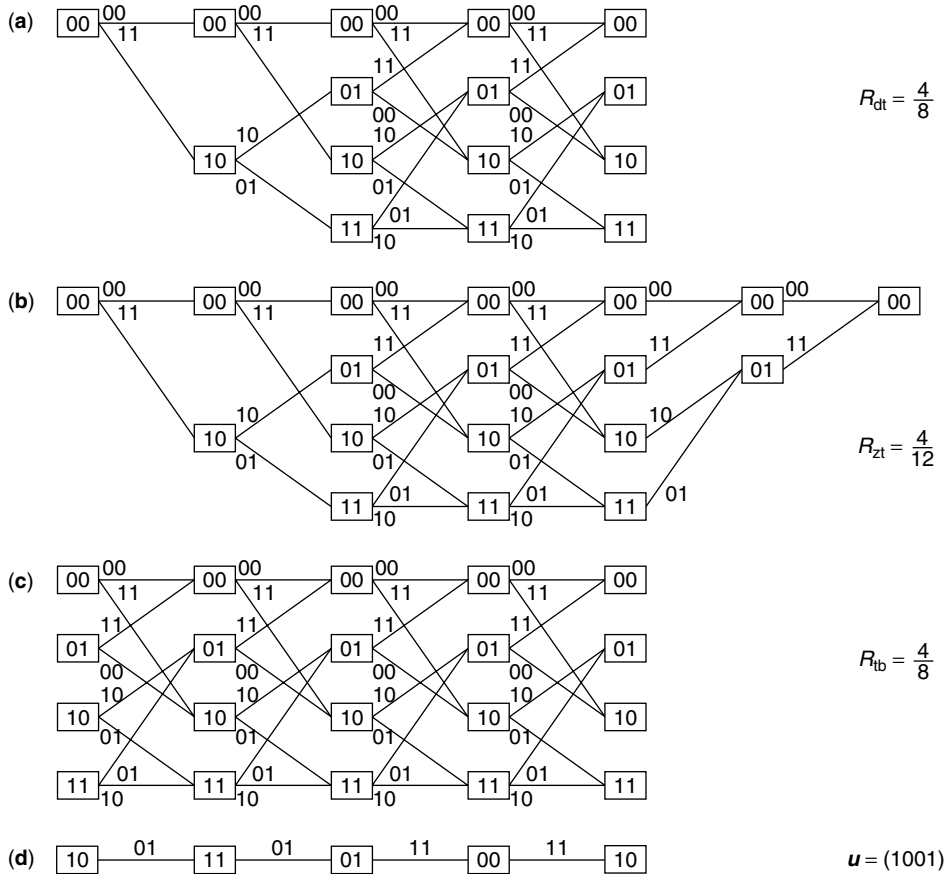 00 00 00 00
(a) 00 00 00 00 00
11 11 11 11
11 11
01 01 01
R_dt = 4/8
00 00
10 10 10
10 10 10 10
01 01 01
01 01
11 11 11
10 10
00 00 00 00 00 00
(b) 00 00 00 00 00 00 00
11 11 11 11
11 11 11 11
01 01 01 01
00 00
10 10 10 10
10 10 10 10
R_zt = 4/12
01 01 01
01 01 01
11 11 11
10 10
00 00 00 00
(c) 00 00 00 00 00
11 11 11 11
11 11 11 11
01 01 01 01 01
R_tb = 4/8
00 00 00 00
10 10 10 10
10 10 10 10 10
01 01 01 01
01 01 01 01
11 11 11 11 11
10 10 10 10
01 01 11 11
(d) 10 11 01 00 10 u = (1001)